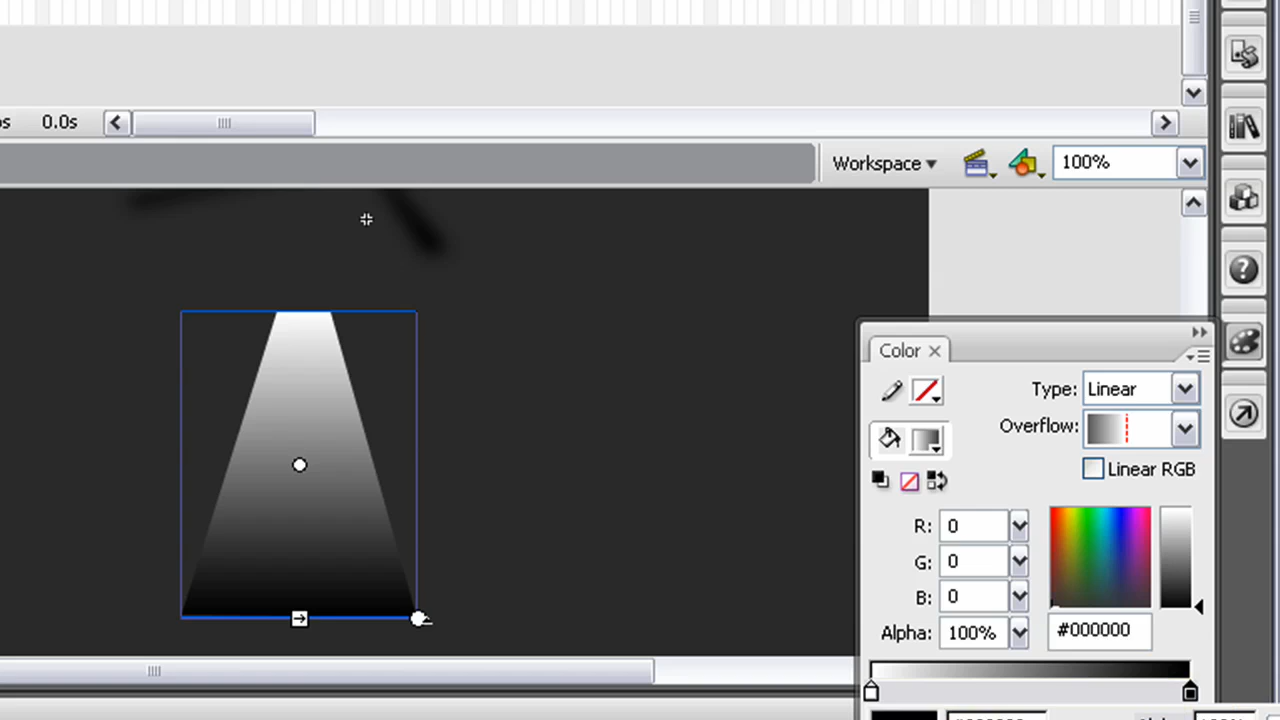 0.0s
Workspace
100%
Color
Type: Linear
Overflow:
Linear RGB
R: 0
G: 0
B: 0
Alpha: 100%
#000000